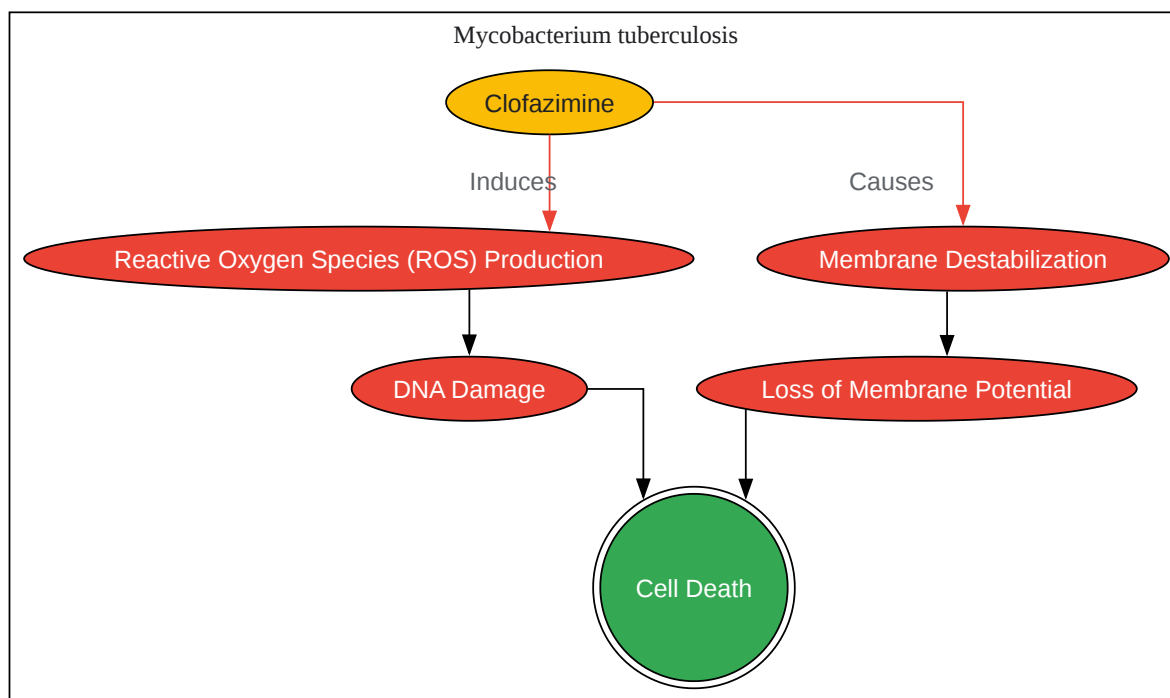 Mycobacterium tuberculosis
Clofazimine
Induces
Causes
Reactive Oxygen Species (ROS) Production
Membrane Destabilization
DNA Damage
Loss of Membrane Potential
Cell Death